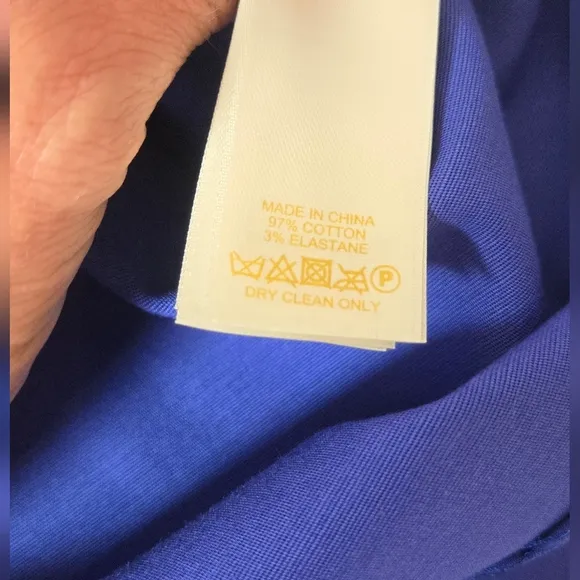 MADE IN CHINA
97% COTTON
3% ELASTANE
P
DRY CLEAN ONLY